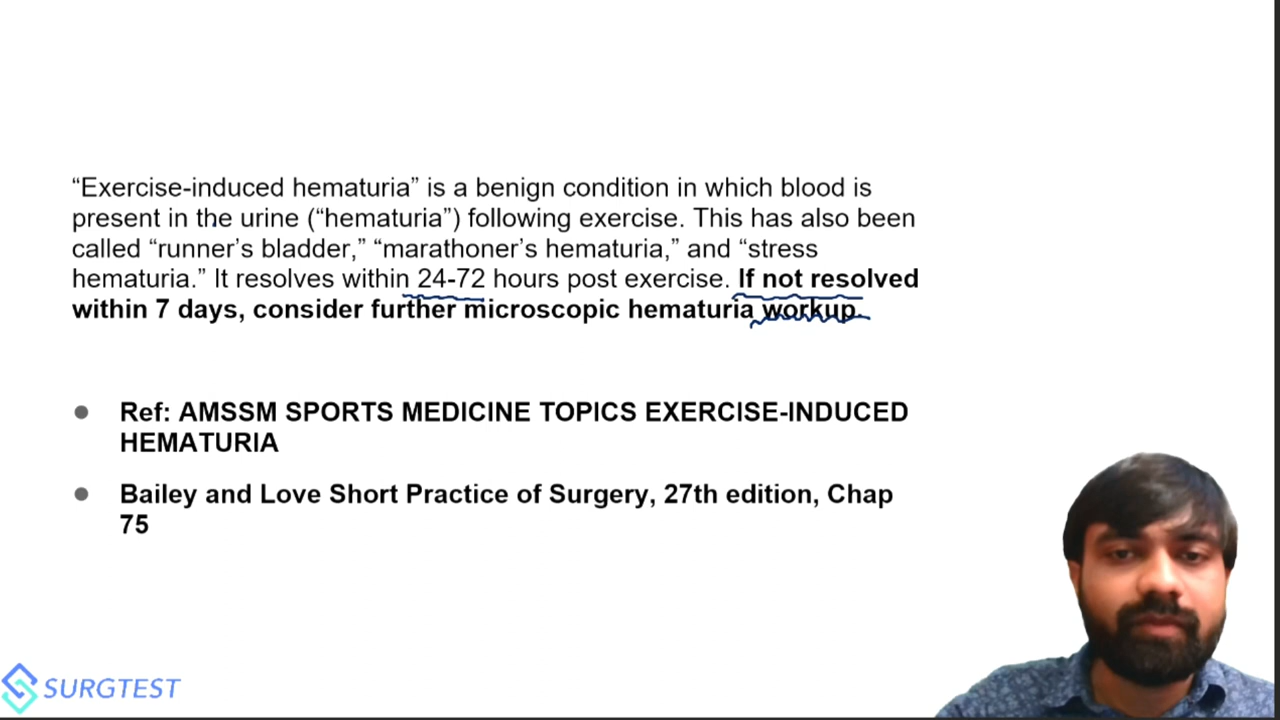 “Exercise-induced hematuria” is a benign condition in which blood is
present in the urine (“hematuria”) following exercise. This has also been
called “runner’s bladder,” “marathoner’s hematuria,” and “stress
hematuria.” It resolves within 24-72 hours post exercise. If not resolved
within 7 days, consider further microscopic hematuria workup.
● Ref: AMSSM SPORTS MEDICINE TOPICS EXERCISE-INDUCED
HEMATURIA
● Bailey and Love Short Practice of Surgery, 27th edition, Chap
75
SURGTEST